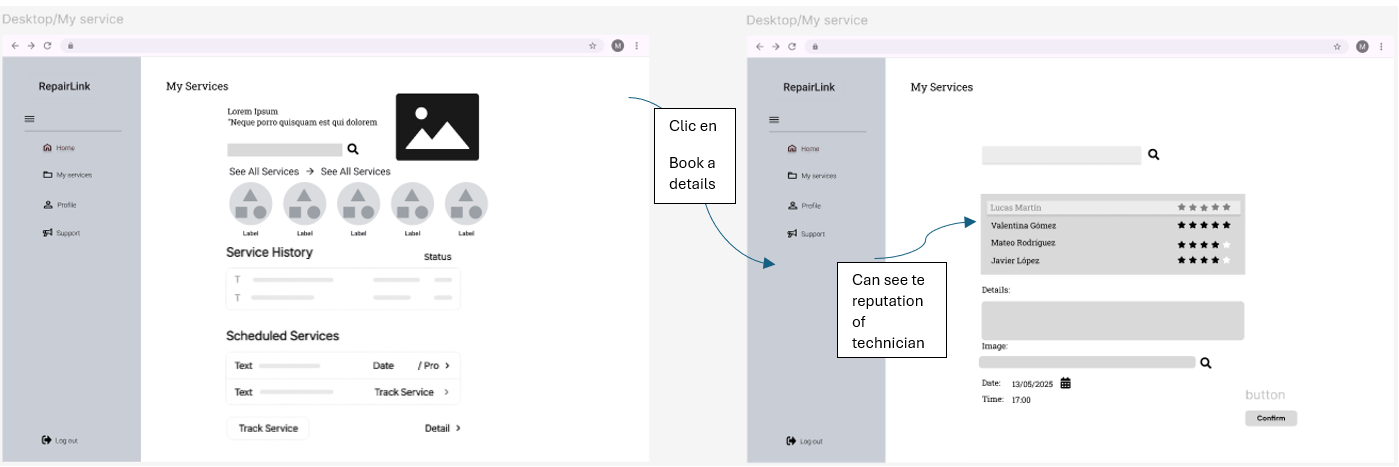 Desktop/My service
M
RepairLink
Home
My services
Profile
Support
Log out
My Services
Lorem Ipsum
"Neque porro quisquam est qui dolorem
See All Services → See All Services
Label Label Label Label Label
Service History
Status
T
T
Scheduled Services
Text Date / Pro >
Text Track Service >
Track Service Detail >
Clic en
Book a
details
Desktop/My service
M
RepairLink
Home
My services
Profile
Support
Log out
My Services
Lucas Martín ★★★★★
Valentina Gómez ★★★★★
Mateo Rodríguez ★★★★
Javier López ★★★★
Can see te
reputation
of
technician
Details:
Image:
Date: 13/05/2025
Time: 17:00
button
Confirm